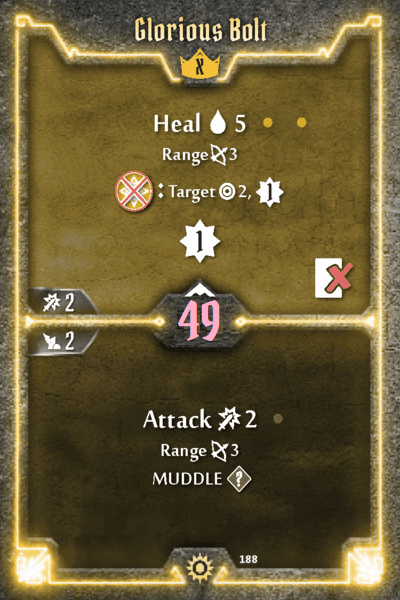 Glorious Bolt
X
Heal 5
Range 3
: Target 2, 1
1
2
49
2
Attack 2
Range 3
MUDDLE ?
188